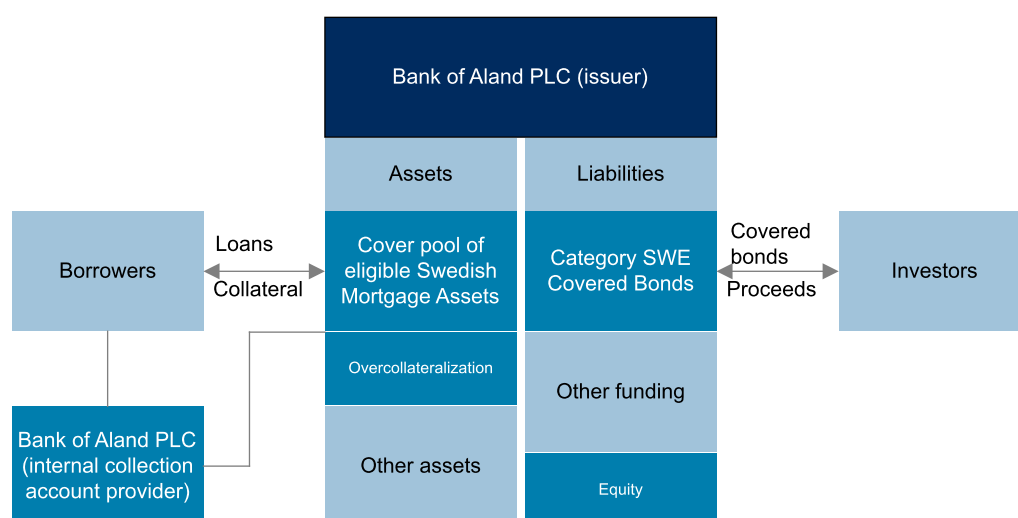 Bank of Aland PLC (issuer)
Assets
Liabilities
Borrowers
Loans
Collateral
Cover pool of
eligible Swedish
Mortgage Assets
Category SWE
Covered Bonds
Covered
bonds
Proceeds
Investors
Overcollateralization
Other funding
Bank of Aland PLC
(internal collection
account provider)
Other assets
Equity